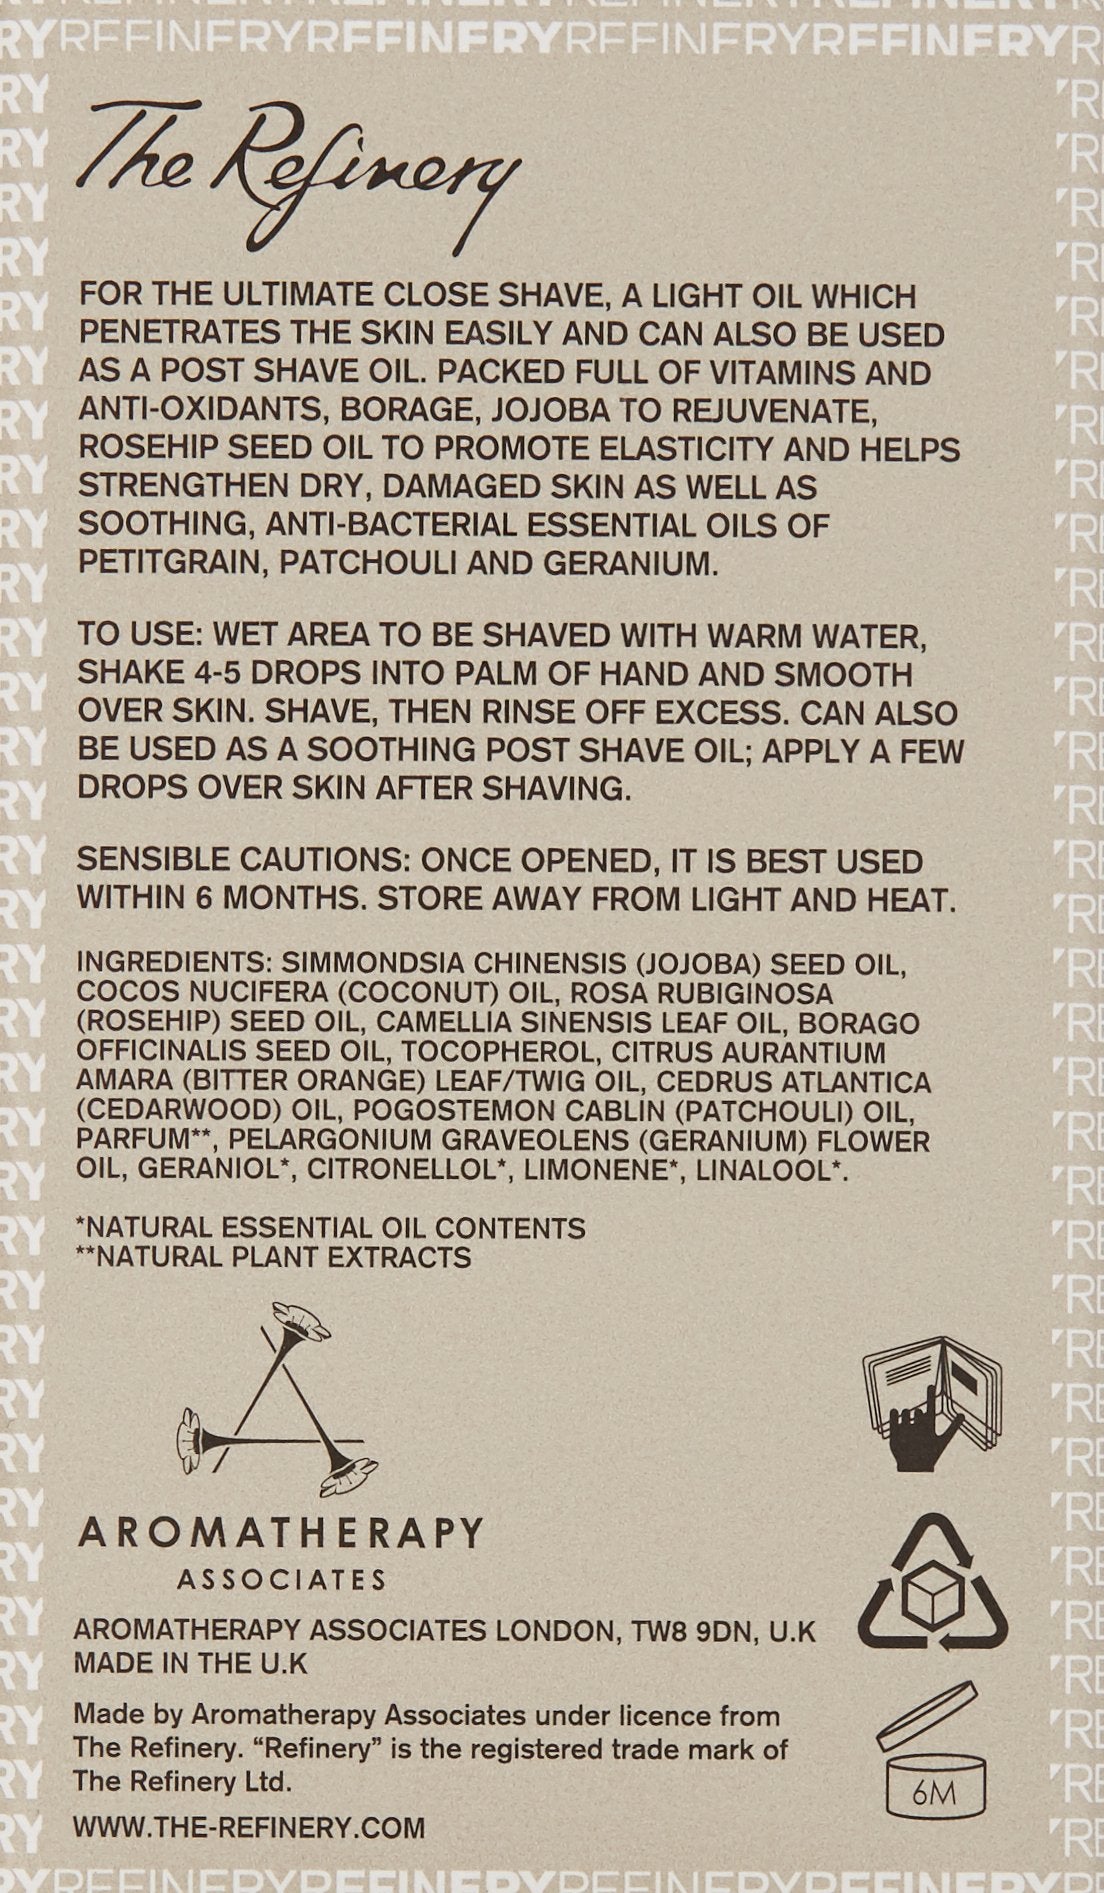 REFINERYREFINERYREFINERYREFINERY
The Refinery
FOR THE ULTIMATE CLOSE SHAVE, A LIGHT OIL WHICH
PENETRATES THE SKIN EASILY AND CAN ALSO BE USED
AS A POST SHAVE OIL. PACKED FULL OF VITAMINS AND
ANTI-OXIDANTS, BORAGE, JOJOBA TO REJUVENATE,
ROSEHIP SEED OIL TO PROMOTE ELASTICITY AND HELPS
STRENGTHEN DRY, DAMAGED SKIN AS WELL AS
SOOTHING, ANTI-BACTERIAL ESSENTIAL OILS OF
PETITGRAIN, PATCHOULI AND GERANIUM.
TO USE: WET AREA TO BE SHAVED WITH WARM WATER,
SHAKE 4-5 DROPS INTO PALM OF HAND AND SMOOTH
OVER SKIN. SHAVE, THEN RINSE OFF EXCESS. CAN ALSO
BE USED AS A SOOTHING POST SHAVE OIL; APPLY A FEW
DROPS OVER SKIN AFTER SHAVING.
SENSIBLE CAUTIONS: ONCE OPENED, IT IS BEST USED
WITHIN 6 MONTHS. STORE AWAY FROM LIGHT AND HEAT.
INGREDIENTS: SIMMONDSIA CHINENSIS (JOJOBA) SEED OIL,
COCOS NUCIFERA (COCONUT) OIL, ROSA RUBIGINOSA
(ROSEHIP) SEED OIL, CAMELLIA SINENSIS LEAF OIL, BORAGO
OFFICINALIS SEED OIL, TOCOPHEROL, CITRUS AURANTIUM
AMARA (BITTER ORANGE) LEAF/TWIG OIL, CEDRUS ATLANTICA
(CEDARWOOD) OIL, POGOSTEMON CABLIN (PATCHOULI) OIL,
PARFUM**, PELARGONIUM GRAVEOLENS (GERANIUM) FLOWER
OIL, GERANIOL*, CITRONELLOL*, LIMONENE*, LINALOOL*.
*NATURAL ESSENTIAL OIL CONTENTS
**NATURAL PLANT EXTRACTS
AROMATHERAPY
ASSOCIATES
AROMATHERAPY ASSOCIATES LONDON, TW8 9DN, U.K
MADE IN THE U.K
Made by Aromatherapy Associates under licence from
The Refinery. “Refinery” is the registered trade mark of
The Refinery Ltd.
6M
WWW.THE-REFINERY.COM